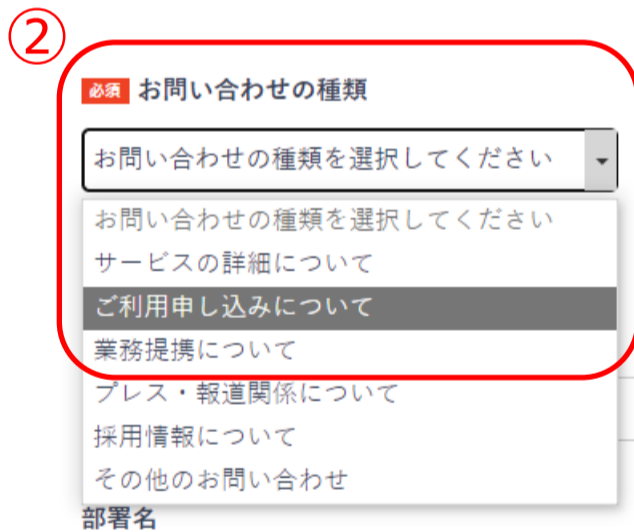 ②
必須 お問い合わせの種類
お問い合わせの種類を選択してください
お問い合わせの種類を選択してください
サービスの詳細について
ご利用申し込みについて
業務提携について
プレス・報道関係について
採用情報について
その他のお問い合わせ
部署名